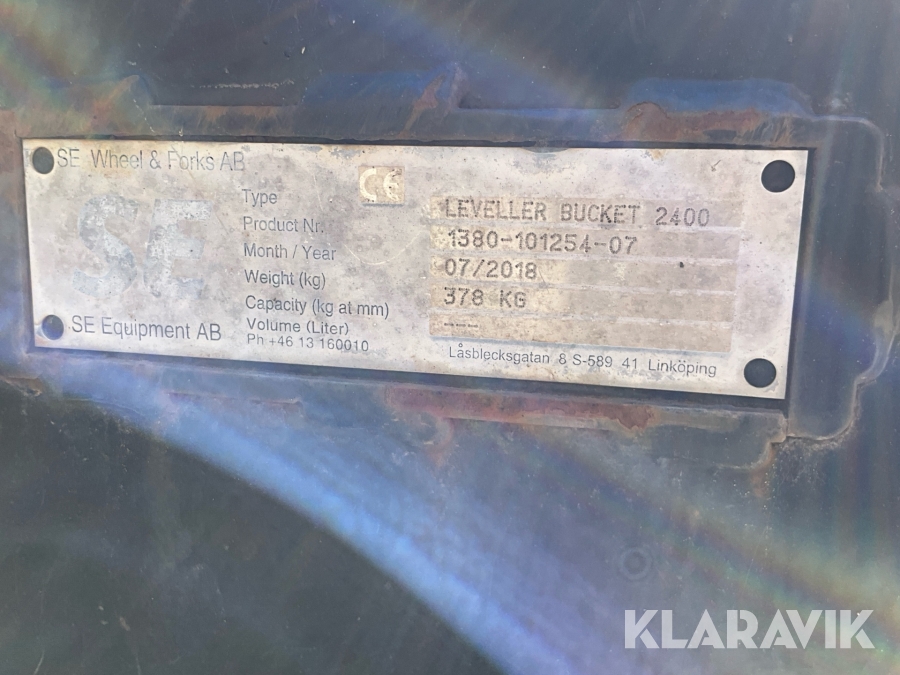 SE Wheel & Forks AB
CE
SE
Type LEVELLER BUCKET 2400
Product Nr. 1380-101254-07
Month / Year 07/2018
Weight (kg) 378 KG
Capacity (kg at mm) --- --- ---
Volume (Liter)
SE Equipment AB
Ph +46 13 160010
Låsblecksgatan 8 S-589 41 Linköping
KLARAVIK